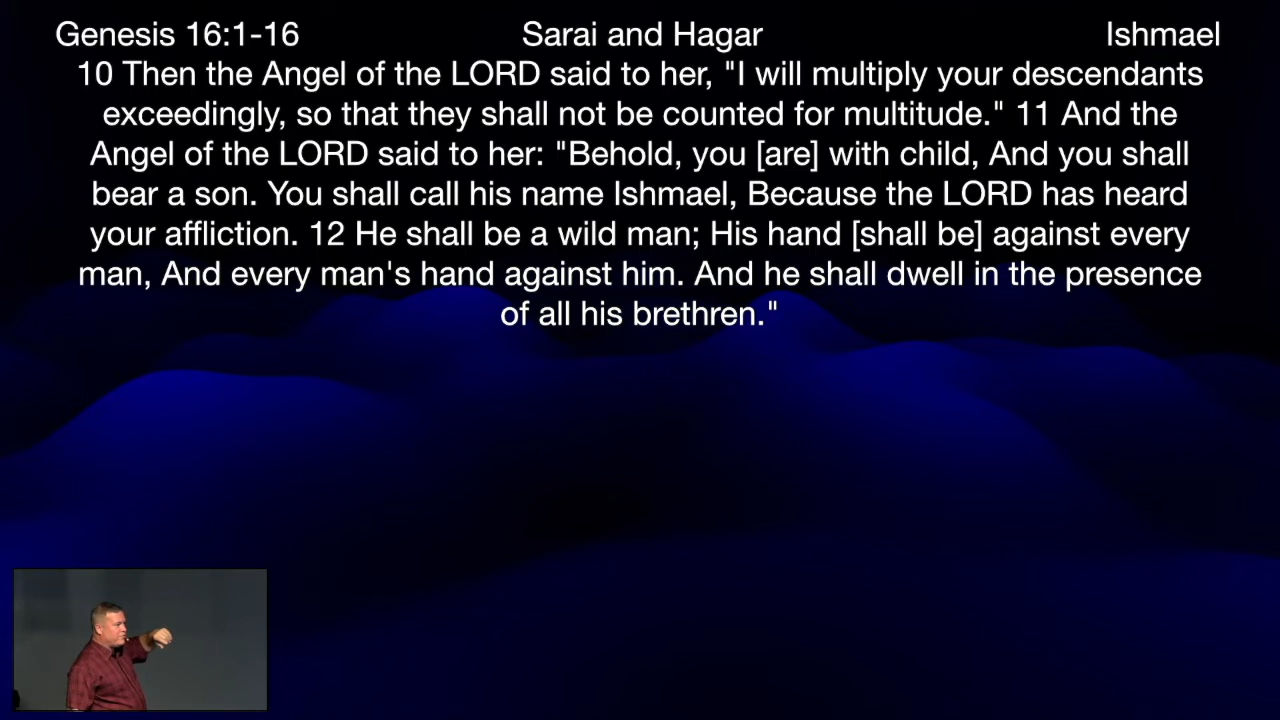 Genesis 16:1-16 Sarai and Hagar Ishmael
10 Then the Angel of the LORD said to her, "I will multiply your descendants
exceedingly, so that they shall not be counted for multitude." 11 And the
Angel of the LORD said to her: "Behold, you [are] with child, And you shall
bear a son. You shall call his name Ishmael, Because the LORD has heard
your affliction. 12 He shall be a wild man; His hand [shall be] against every
man, And every man's hand against him. And he shall dwell in the presence
of all his brethren."